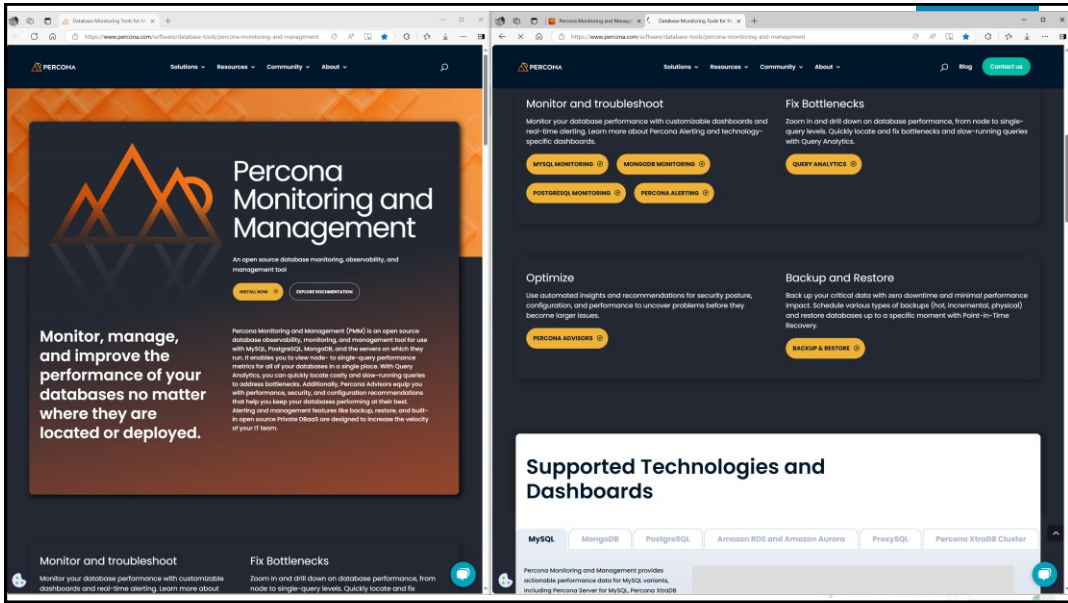 Database Monitoring Tools for M
https://www.percona.com/software/database-tools/percona-monitoring-and-management
PERCONA
Solutions
Resources
Community
About
Percona
Monitoring and
Management
An open source database monitoring, observability, and
management tool
INSTALL NOW
EXPLORE DOCUMENTATION
Monitor, manage,
and improve the
performance of your
databases no matter
where they are
located or deployed.
Percona Monitoring and Management (PMM) is an open source
database observability, monitoring, and management tool for use
with MySQL, PostgreSQL, MongoDB, and the servers on which they
run. It enables you to view node- to single-query performance
metrics for all of your databases in a single place. With Query
Analytics, you can quickly locate costly and slow-running queries
to address bottlenecks. Additionally, Percona Advisors equip you
with performance, security, and configuration recommendations
that help you keep your databases performing at their best.
Alerting and management features like backup, restore, and built-
in open source Private DBaaS are designed to increase the velocity
of your IT team.
Monitor and troubleshoot
Monitor your database performance with customizable
dashboards and real-time alerting. Learn more about
Fix Bottlenecks
Zoom in and drill down on database performance, from
node to single-query levels. Quickly locate and fix
Percona Monitoring and Manage
Database Monitoring Tools for M
https://www.percona.com/software/database-tools/percona-monitoring-and-management
PERCONA
Solutions
Resources
Community
About
Blog
Contact us
Monitor and troubleshoot
Monitor your database performance with customizable dashboards and
real-time alerting. Learn more about Percona Alerting and technology-
specific dashboards.
MYSQL MONITORING
MONGODB MONITORING
POSTGRESQL MONITORING
PERCONA ALERTING
Fix Bottlenecks
Zoom in and drill down on database performance, from node to single-
query levels. Quickly locate and fix bottlenecks and slow-running queries
with Query Analytics.
QUERY ANALYTICS
Optimize
Use automated insights and recommendations for security posture,
configuration, and performance to uncover problems before they
become larger issues.
PERCONA ADVISORS
Backup and Restore
Back up your critical data with zero downtime and minimal performance
impact. Schedule various types of backups (hot, incremental, physical)
and restore databases up to a specific moment with Point-in-Time
Recovery.
BACKUP & RESTORE
Supported Technologies and
Dashboards
MySQL
MongoDB
PostgreSQL
Amazon RDS and Amazon Aurora
ProxySQL
Percona XtraDB Cluster
Percona Monitoring and Management provides
actionable performance data for MySQL variants,
including Percona Server for MySQL, Percona XtraDB